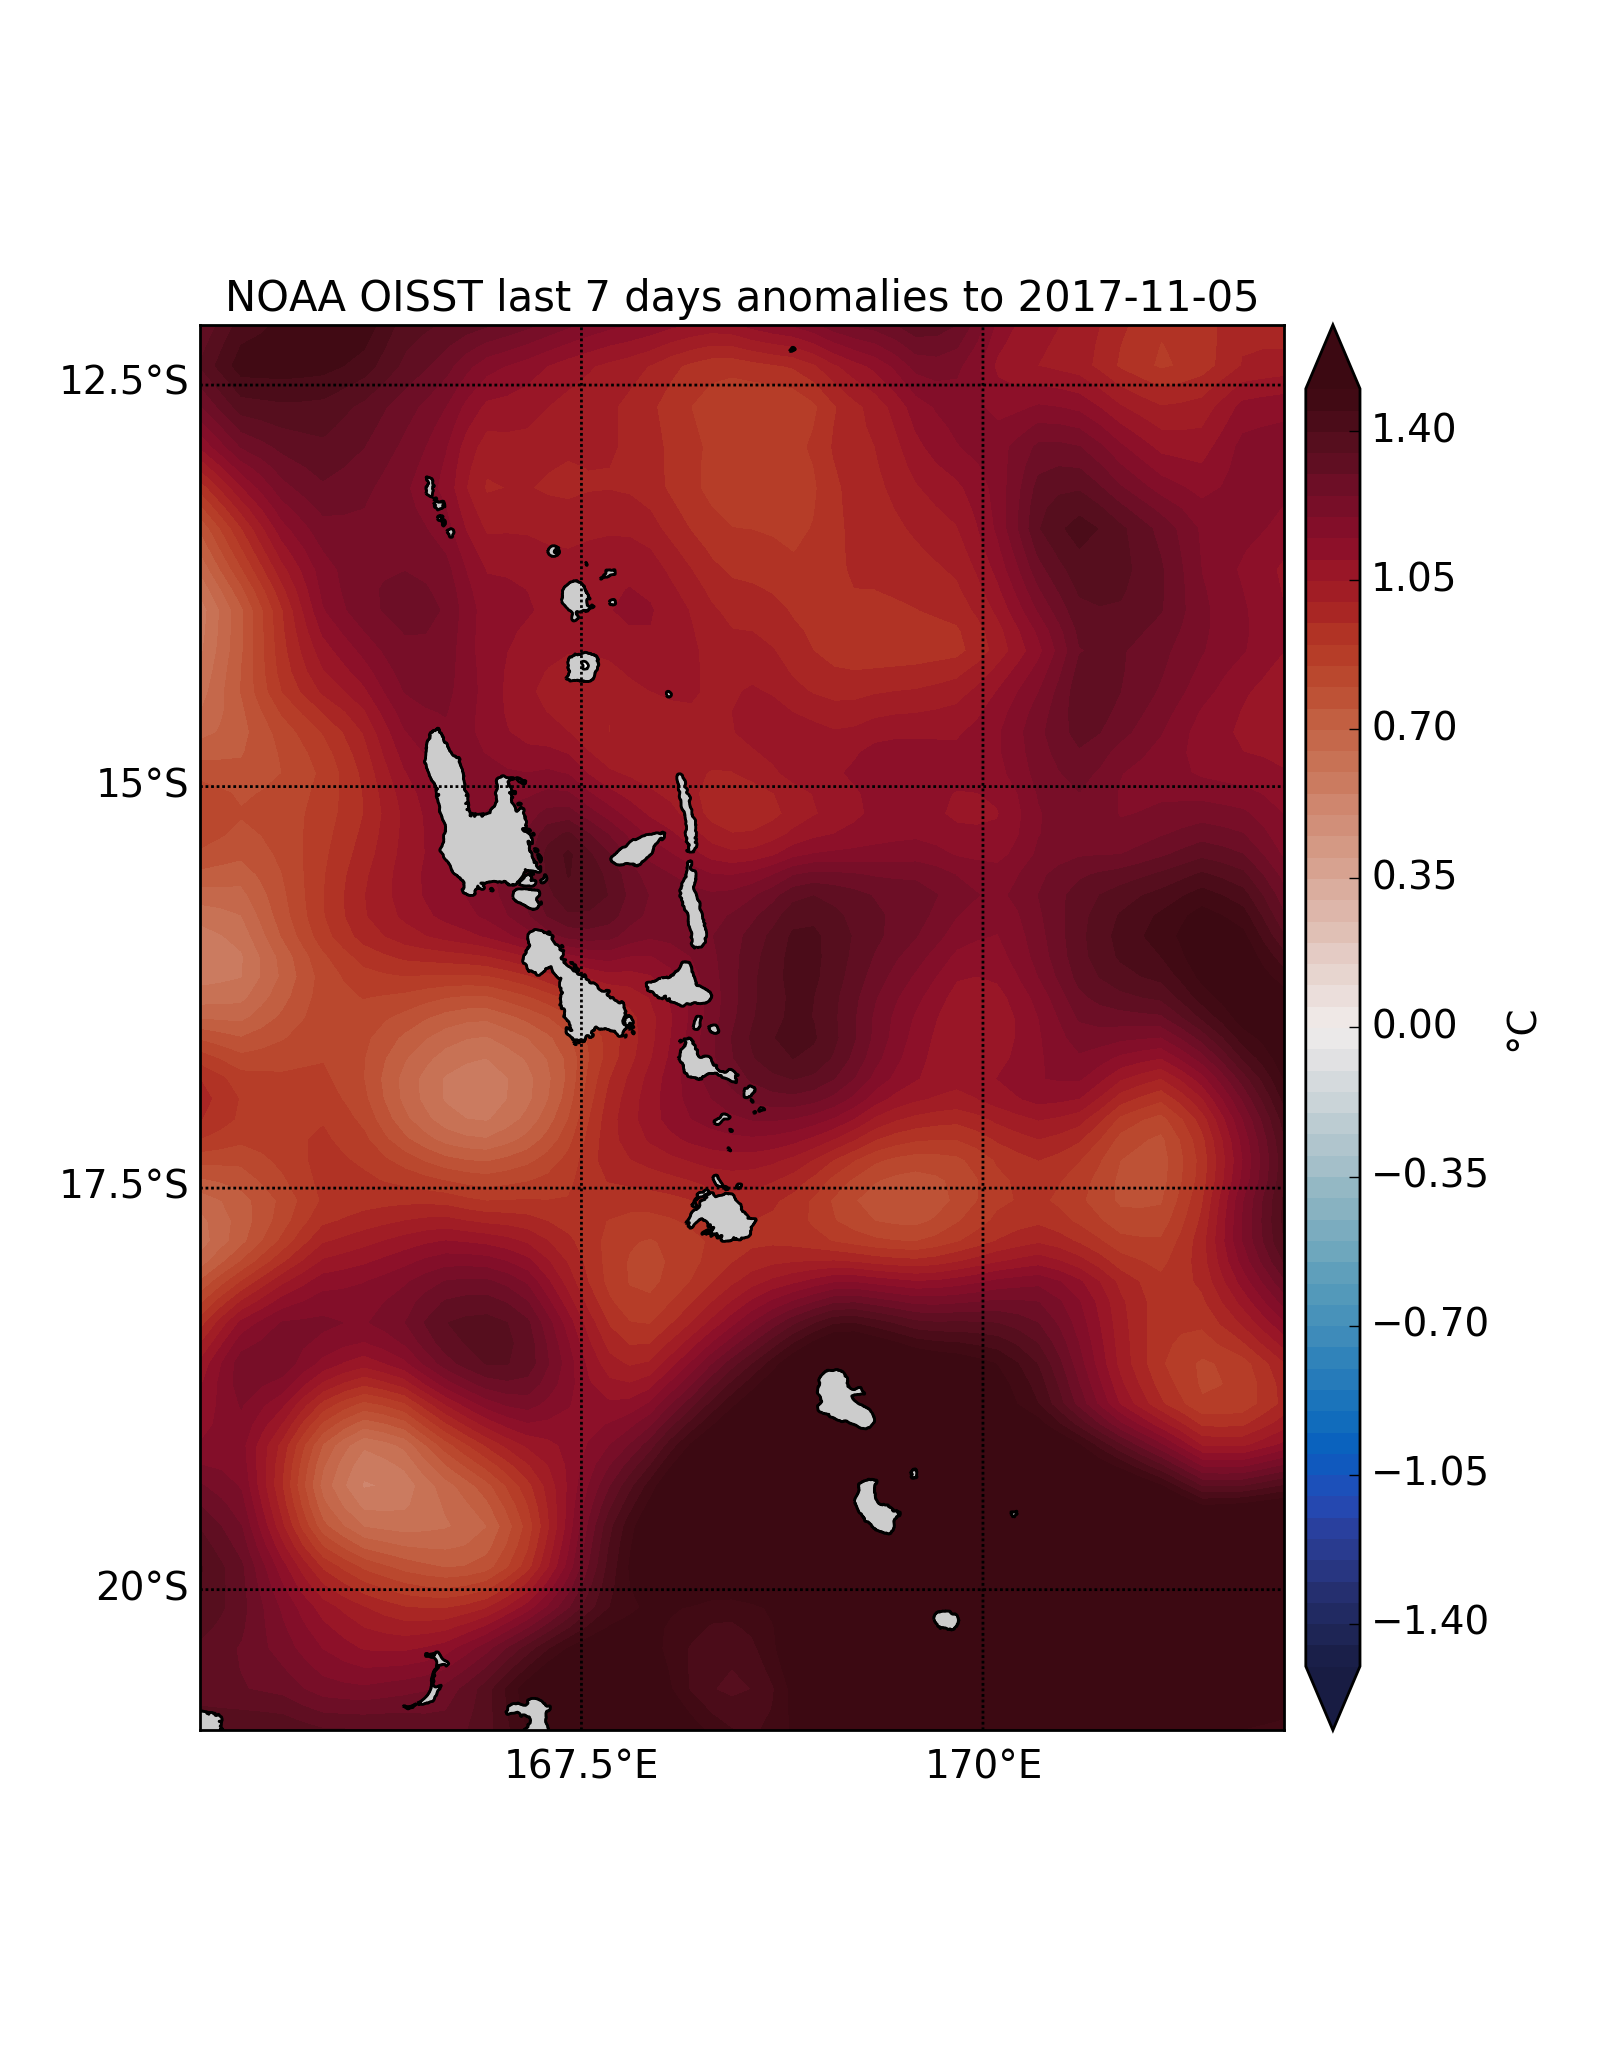 NOAA OISST last 7 days anomalies to 2017-11-05
12.5°S
15°S
17.5°S
20°S
167.5°E
170°E
1.40
1.05
0.70
0.35
0.00
−0.35
−0.70
−1.05
−1.40
°C